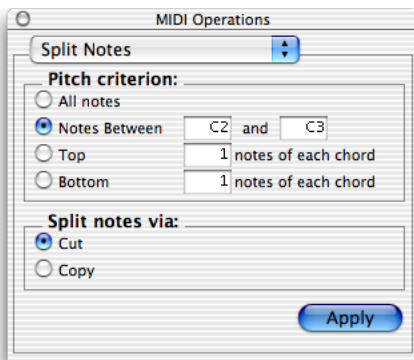 MIDI Operations
Split Notes
Pitch criterion:
All notes
Notes Between C2 and C3
Top 1 notes of each chord
Bottom 1 notes of each chord
Split notes via:
Cut
Copy
Apply